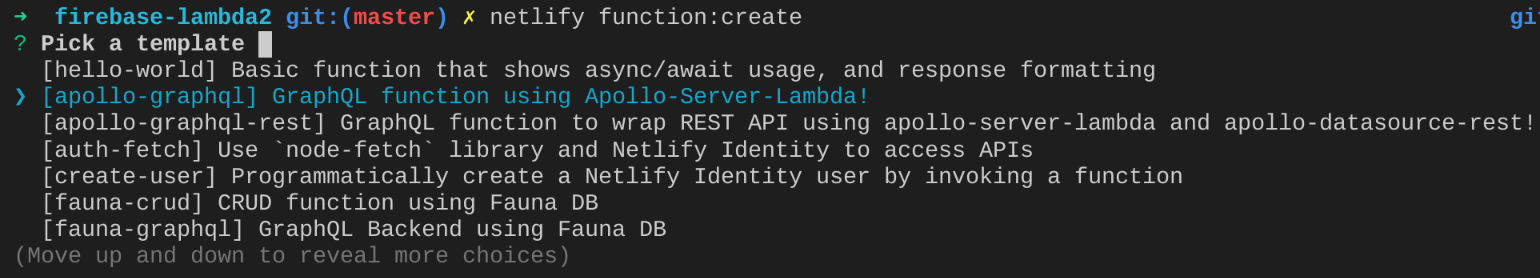 ➜  firebase-lambda2 git:(master) ✗ netlify function:create gi
? Pick a template
[hello-world] Basic function that shows async/await usage, and response formatting
❯ [apollo-graphql] GraphQL function using Apollo-Server-Lambda!
[apollo-graphql-rest] GraphQL function to wrap REST API using apollo-server-lambda and apollo-datasource-rest!
[auth-fetch] Use `node-fetch` library and Netlify Identity to access APIs
[create-user] Programmatically create a Netlify Identity user by invoking a function
[fauna-crud] CRUD function using Fauna DB
[fauna-graphql] GraphQL Backend using Fauna DB
(Move up and down to reveal more choices)